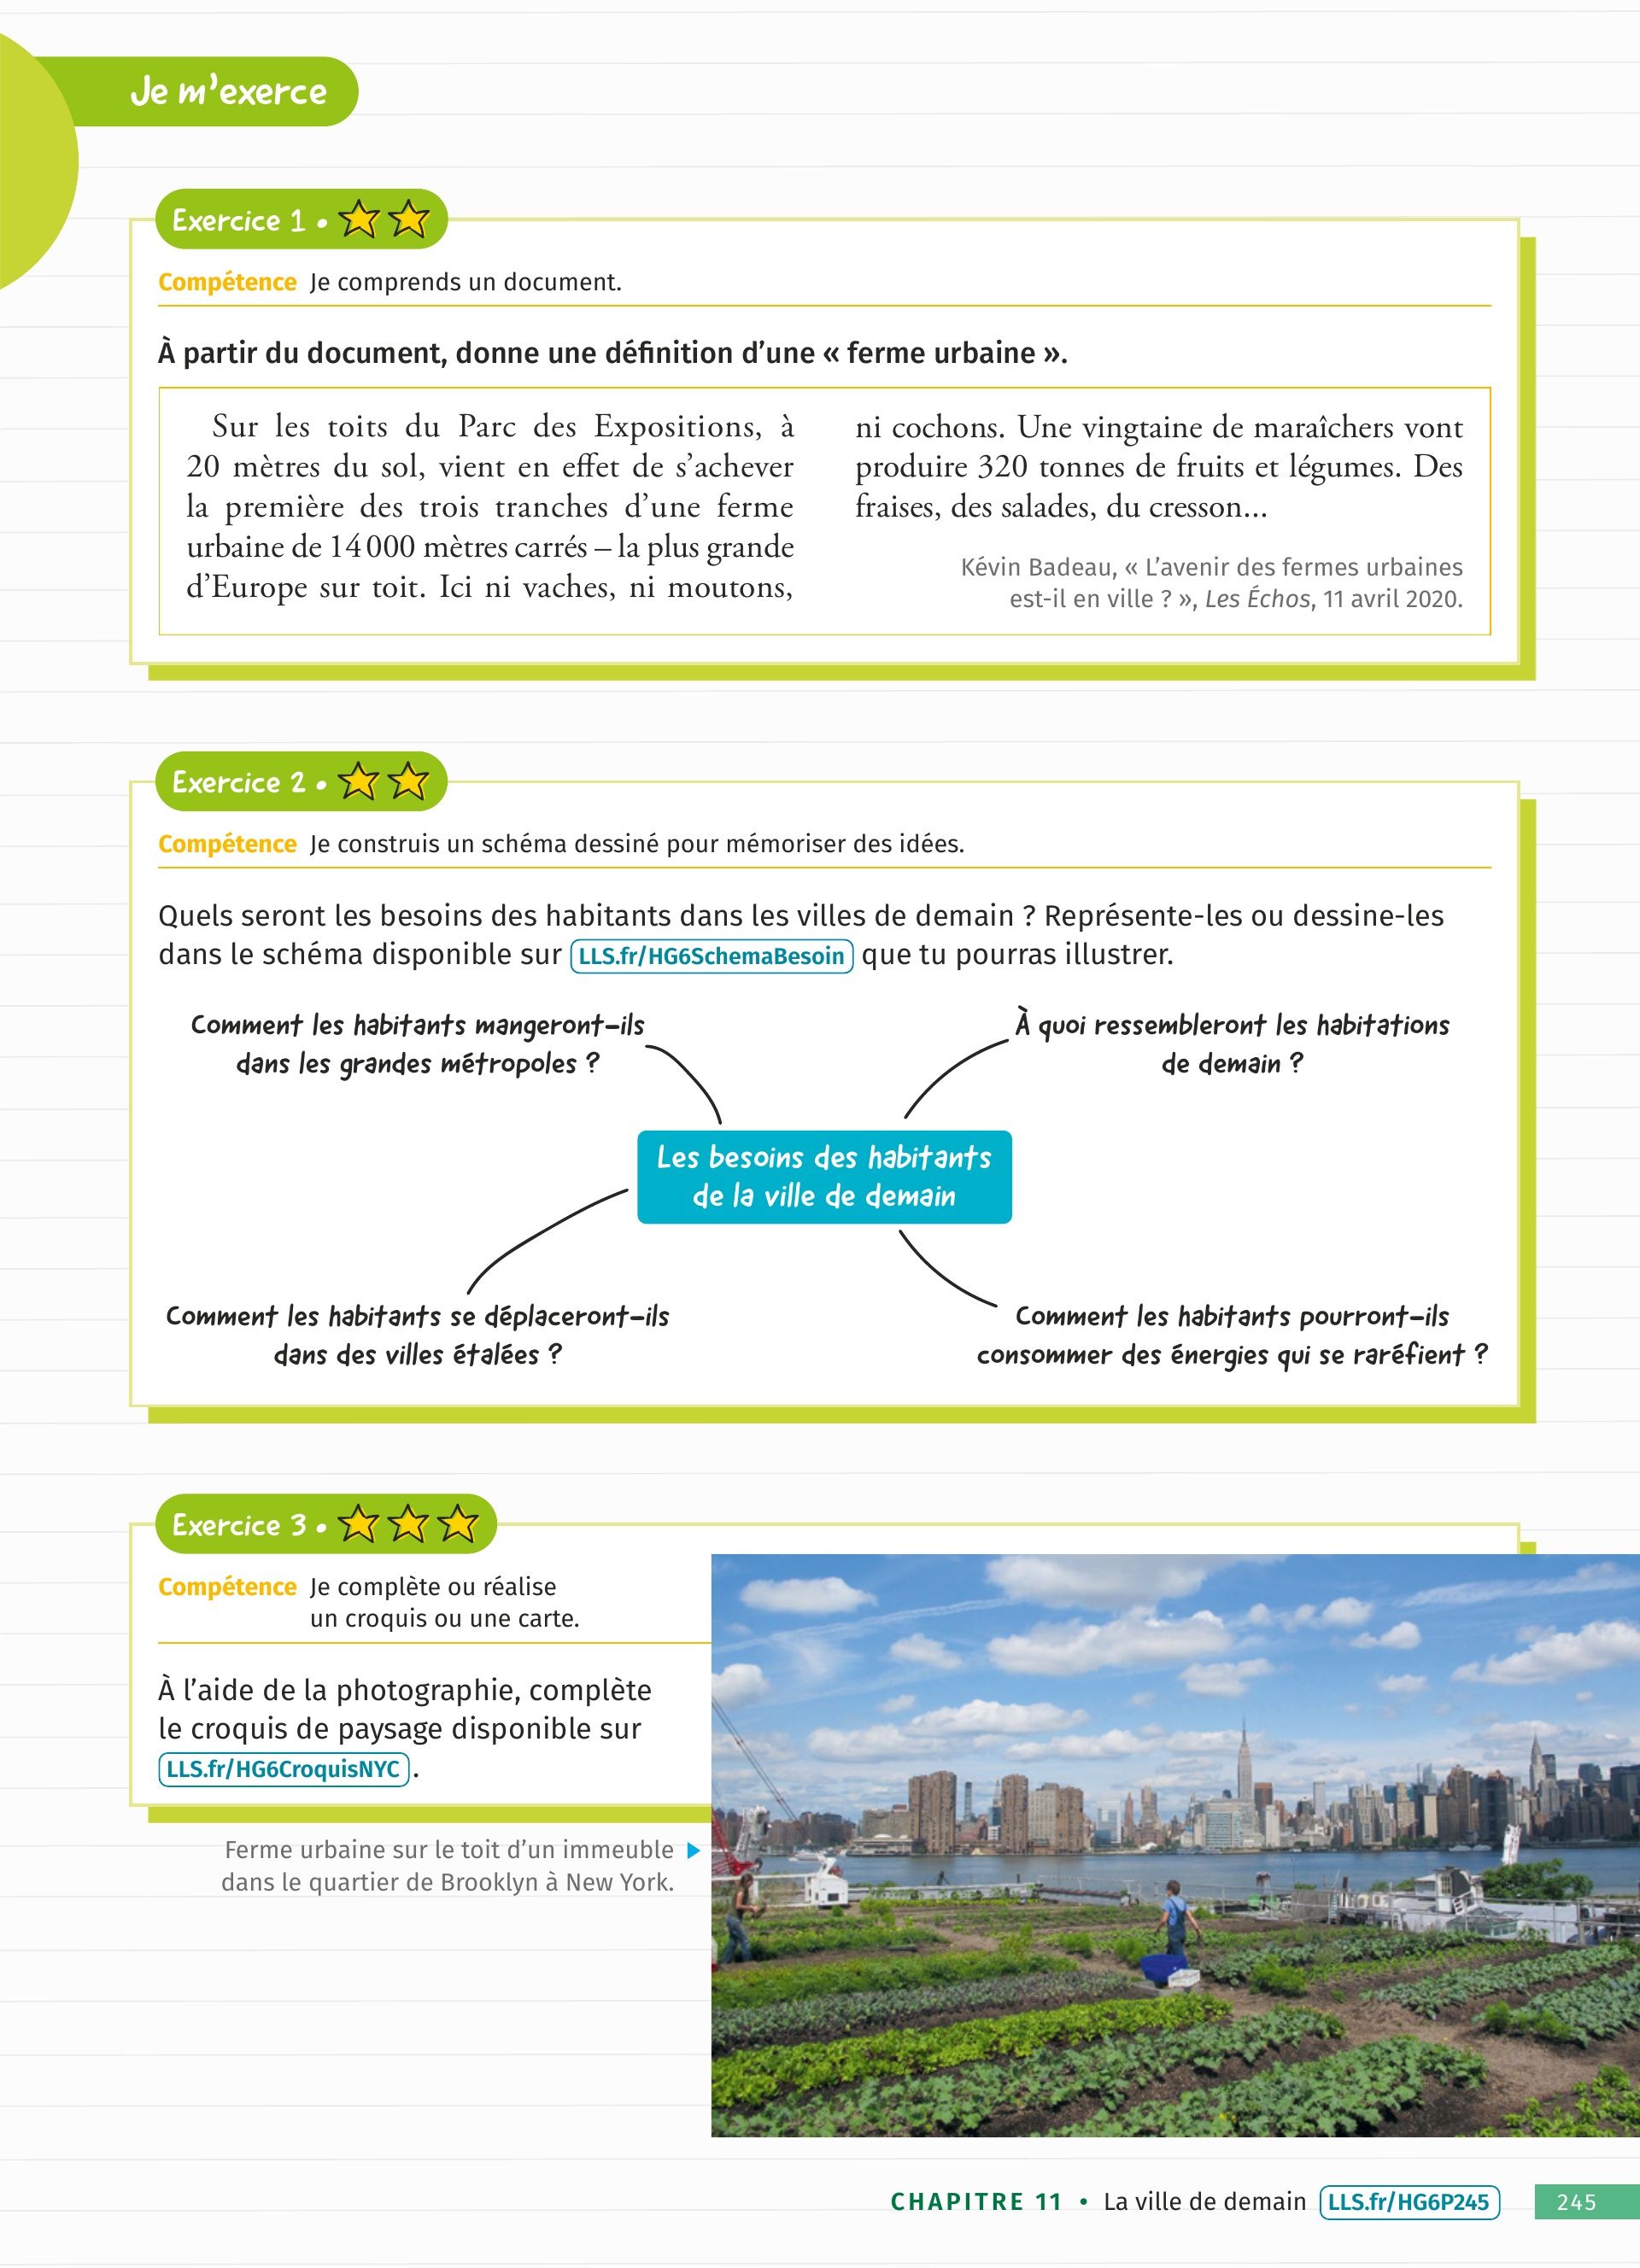 Je m'exerce
Exercice 1 •
Compétence Je comprends un document.
À partir du document, donne une définition d'une « ferme urbaine ».
Sur les toits du Parc des Expositions, à
20 mètres du sol, vient en effet de s'achever
la première des trois tranches d'une ferme
urbaine de 14 000 mètres carrés – la plus grande
d'Europe sur toit. Ici ni vaches, ni moutons,
ni cochons. Une vingtaine de maraîchers vont
produire 320 tonnes de fruits et légumes. Des
fraises, des salades, du cresson...
Kévin Badeau, « L'avenir des fermes urbaines
est-il en ville ? », Les Échos, 11 avril 2020.
Exercice 2 •
Compétence Je construis un schéma dessiné pour mémoriser des idées.
Quels seront les besoins des habitants dans les villes de demain ? Représente-les ou dessine-les
dans le schéma disponible sur LLS.fr/HG6SchemaBesoin que tu pourras illustrer.
Comment les habitants mangeront-ils
dans les grandes métropoles ?
À quoi ressembleront les habitations
de demain ?
Les besoins des habitants
de la ville de demain
Comment les habitants se déplaceront-ils
dans des villes étalées ?
Comment les habitants pourront-ils
consommer des énergies qui se raréfient ?
Exercice 3 •
Compétence Je complète ou réalise
un croquis ou une carte.
À l'aide de la photographie, complète
le croquis de paysage disponible sur
LLS.fr/HG6CroquisNYC .
Ferme urbaine sur le toit d'un immeuble
dans le quartier de Brooklyn à New York.
CHAPITRE 11 • La ville de demain LLS.fr/HG6P245 245